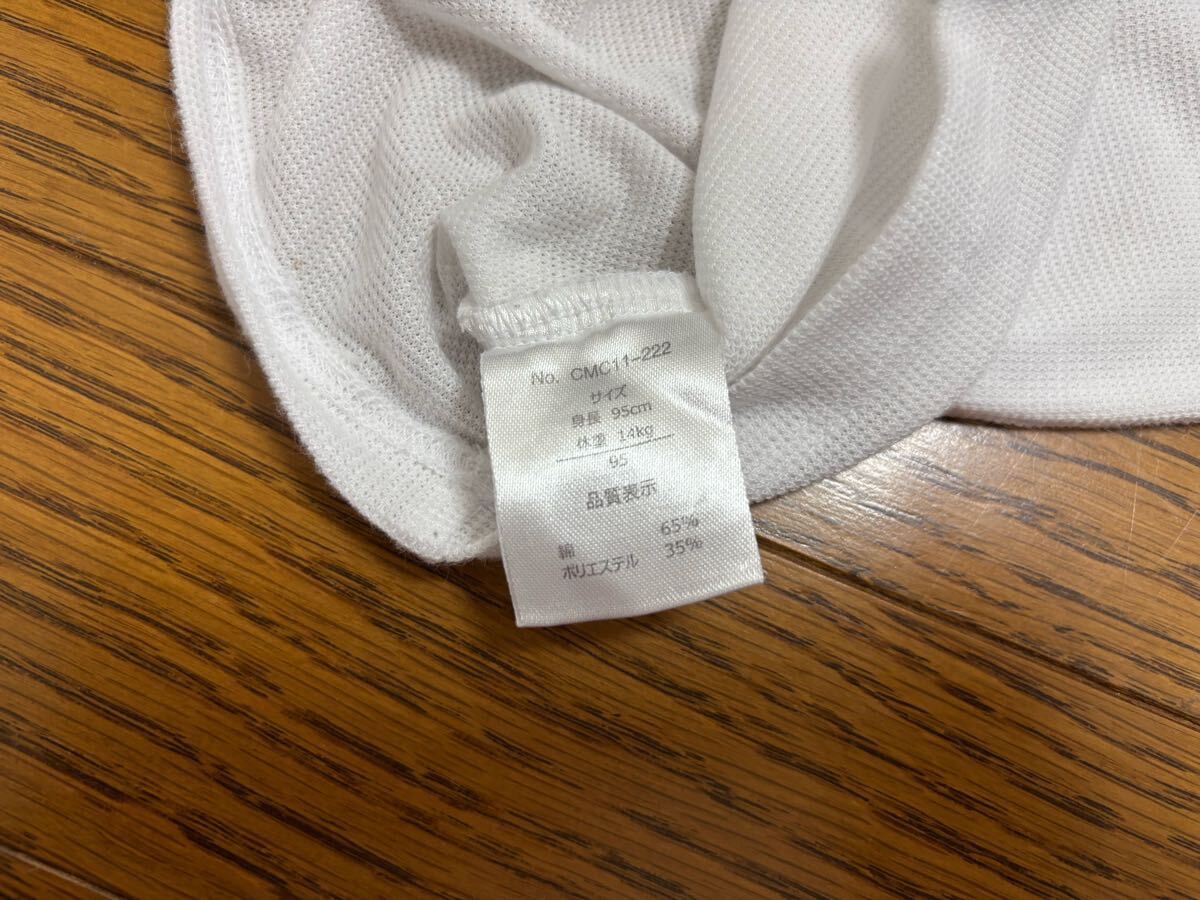 No. CMC11-222
サイズ
身長 95cm
体重 14kg
95
品質表示
綿 65%
ポリエステル 35%